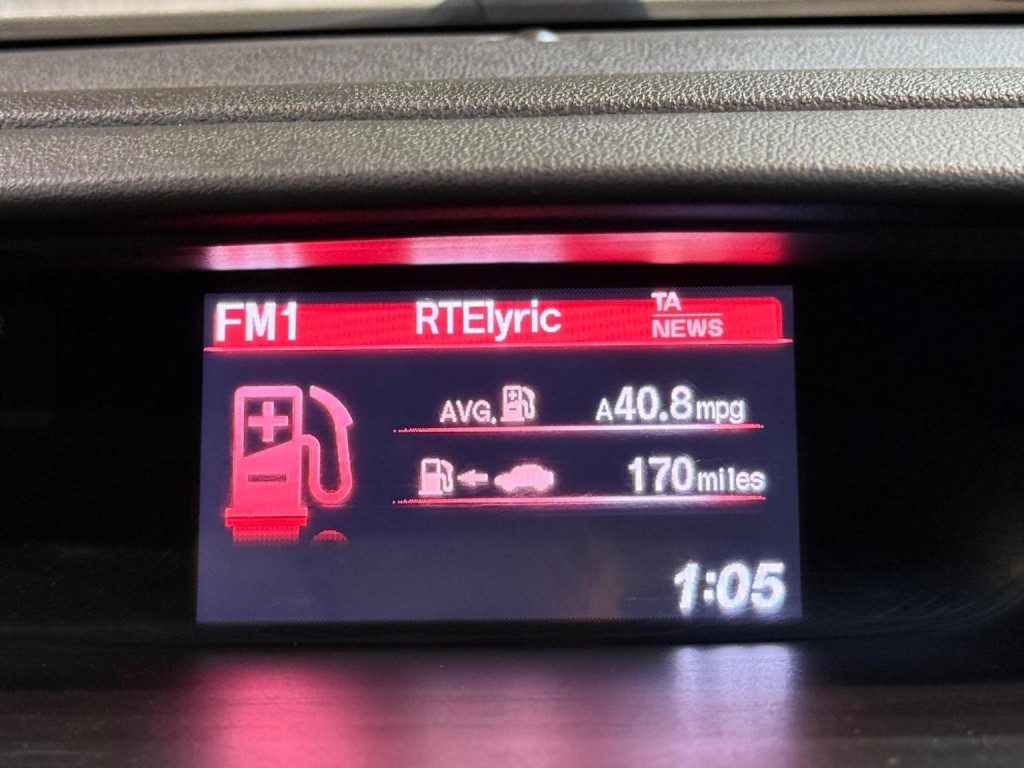 FM1 RTElyric TA
NEWS
AVG. A40.8mpg
170miles
1:05